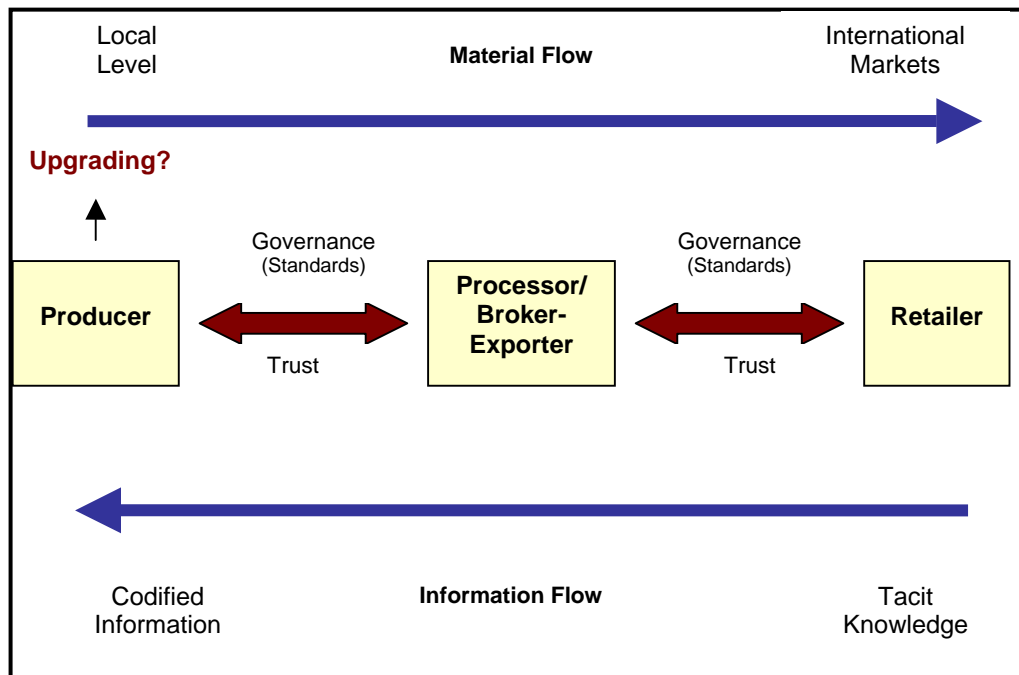 Local
Level
Material Flow
International
Markets
Upgrading?
Governance
(Standards)
Governance
(Standards)
Producer
Processor/
Broker-
Exporter
Retailer
Trust
Trust
Codified
Information
Information Flow
Tacit
Knowledge